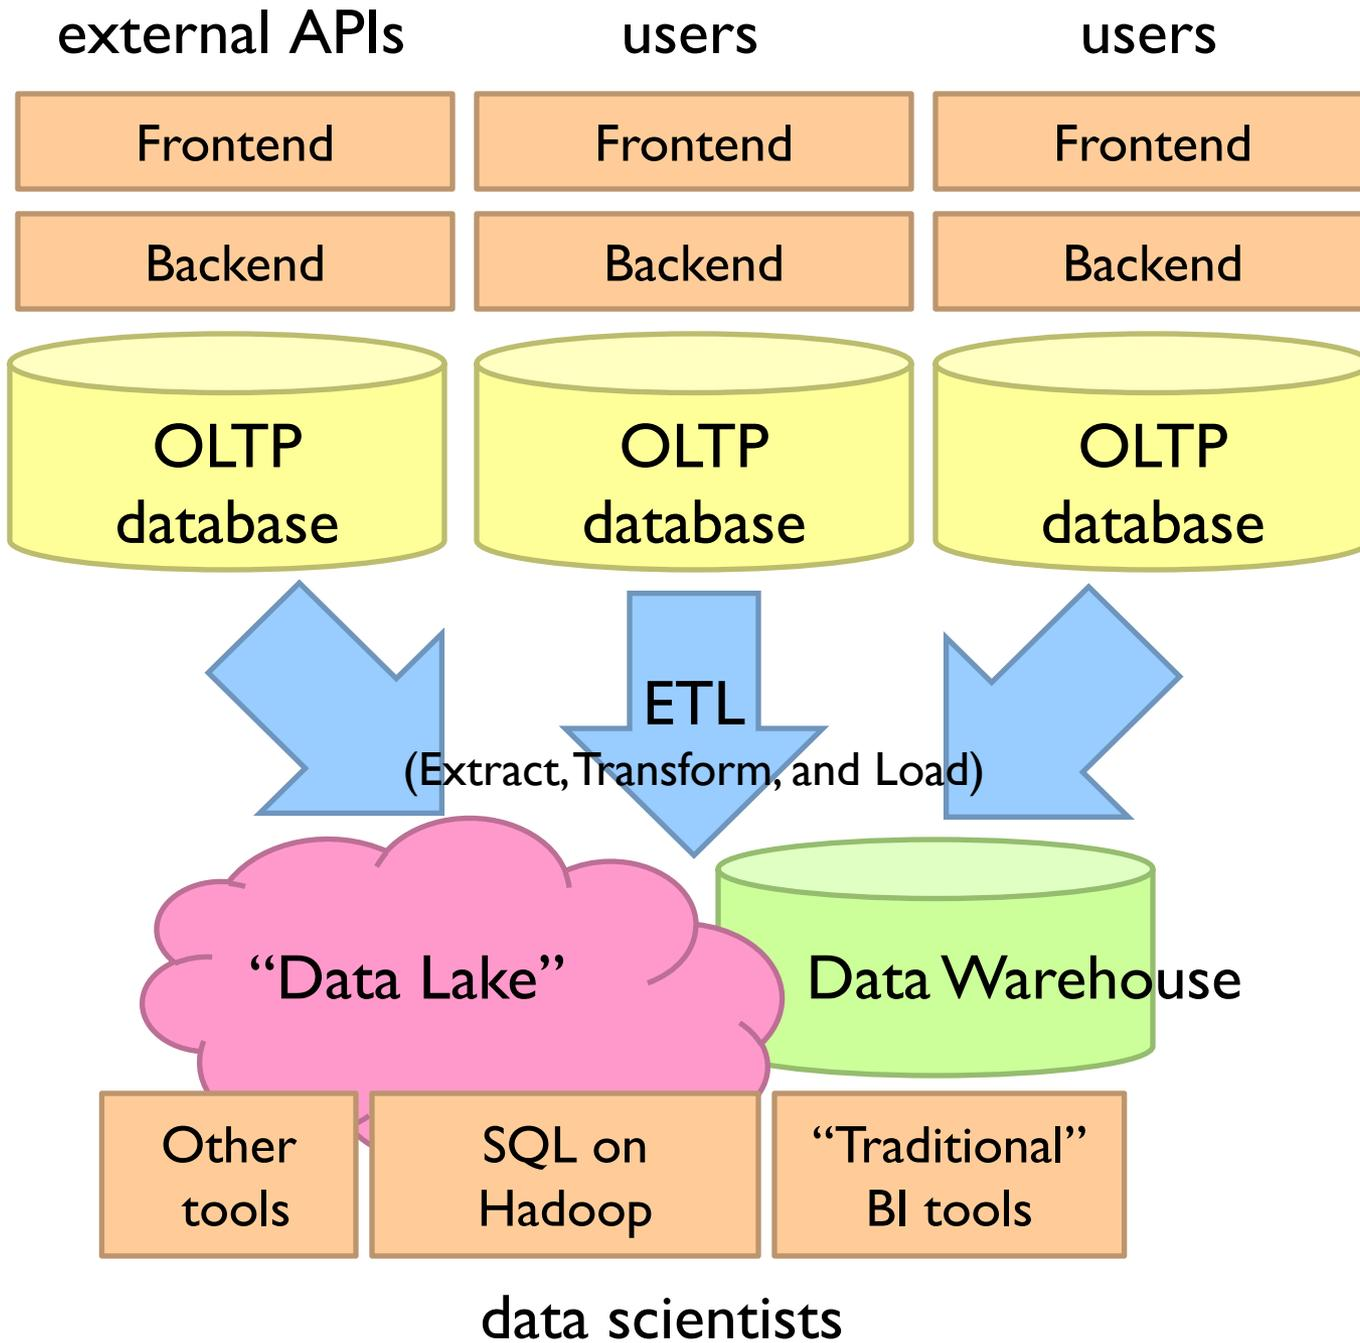 external APIs
users
users
Frontend
Frontend
Frontend
Backend
Backend
Backend
OLTP
database
OLTP
database
OLTP
database
ETL
(Extract, Transform, and Load)
“Data Lake”
Data Warehouse
Other
tools
SQL on
Hadoop
“Traditional”
BI tools
data scientists